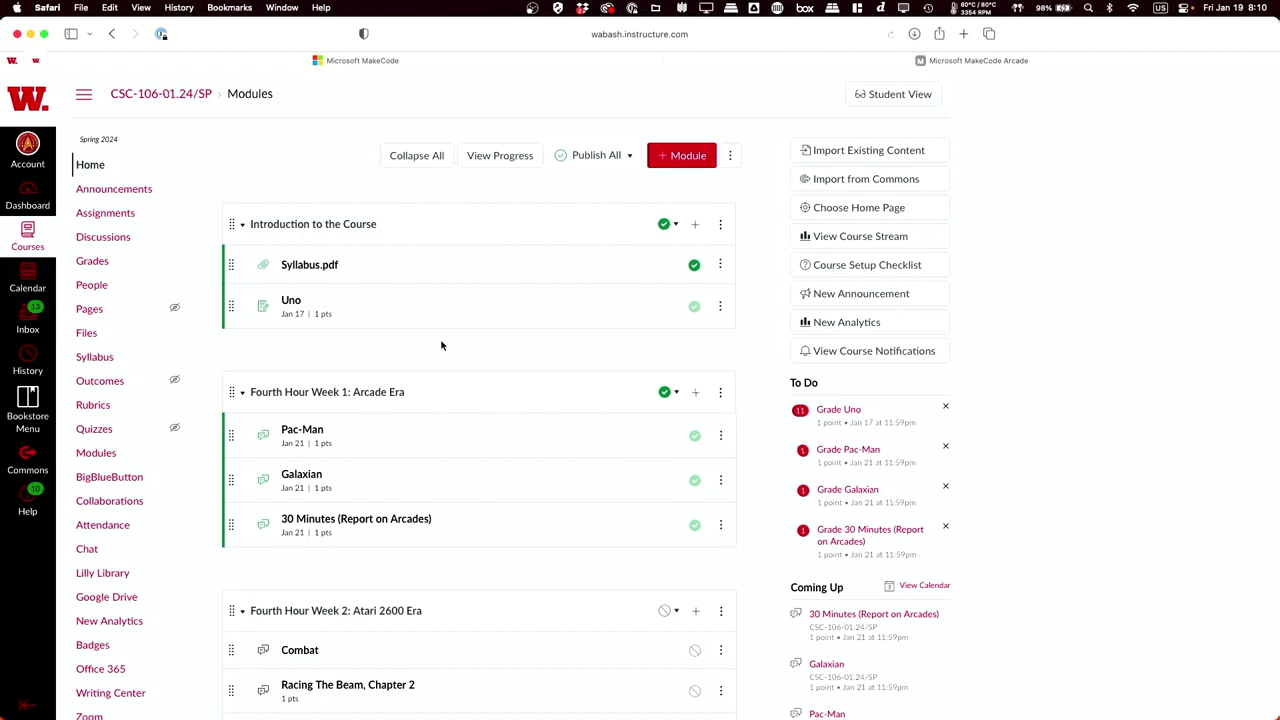 Safari File Edit View History Bookmarks Window Help
80°C / 80°C
3354 RPM
98%
US
Fri Jan 19 8:10
wabash.instructure.com
W. W. Microsoft MakeCode
M Microsoft MakeCode Arcade
W.
CSC-106-01.24/SP › Modules
Student View
Account
Dashboard
Courses
Calendar
13
Inbox
History
Bookstore
Menu
Commons
10
Help
Spring 2024
Home
Announcements
Assignments
Discussions
Grades
People
Pages
Files
Syllabus
Outcomes
Rubrics
Quizzes
Modules
BigBlueButton
Collaborations
Attendance
Chat
Lilly Library
Google Drive
New Analytics
Badges
Office 365
Writing Center
Zoom
Collapse All View Progress Publish All + Module
Introduction to the Course
Syllabus.pdf
Uno
Jan 17 | 1 pts
Fourth Hour Week 1: Arcade Era
Pac-Man
Jan 21 | 1 pts
Galaxian
Jan 21 | 1 pts
30 Minutes (Report on Arcades)
Jan 21 | 1 pts
Fourth Hour Week 2: Atari 2600 Era
Combat
Racing The Beam, Chapter 2
1 pts
Import Existing Content
Import from Commons
Choose Home Page
View Course Stream
Course Setup Checklist
New Announcement
New Analytics
View Course Notifications
To Do
11 Grade Uno
1 point • Jan 17 at 11:59pm
1 Grade Pac-Man
1 point • Jan 21 at 11:59pm
1 Grade Galaxian
1 point • Jan 21 at 11:59pm
1 Grade 30 Minutes (Report
on Arcades)
1 point • Jan 21 at 11:59pm
Coming Up View Calendar
30 Minutes (Report on Arcades)
CSC-106-01.24/SP
1 point • Jan 21 at 11:59pm
Galaxian
CSC-106-01.24/SP
1 point • Jan 21 at 11:59pm
Pac-Man